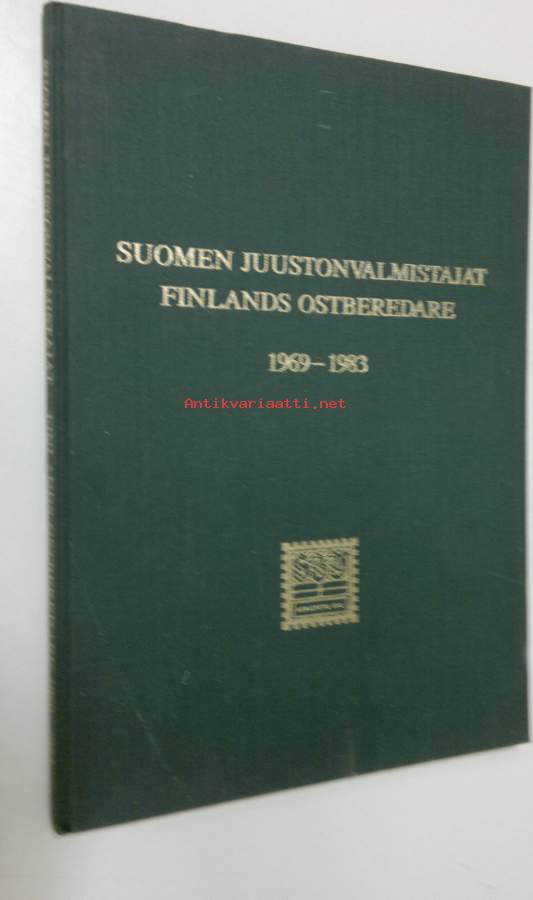 SUOMEN JUUSTONVALMISTAJAT
FINLANDS OSTBEREDARE
1969–1983
Antikvariaatti.net